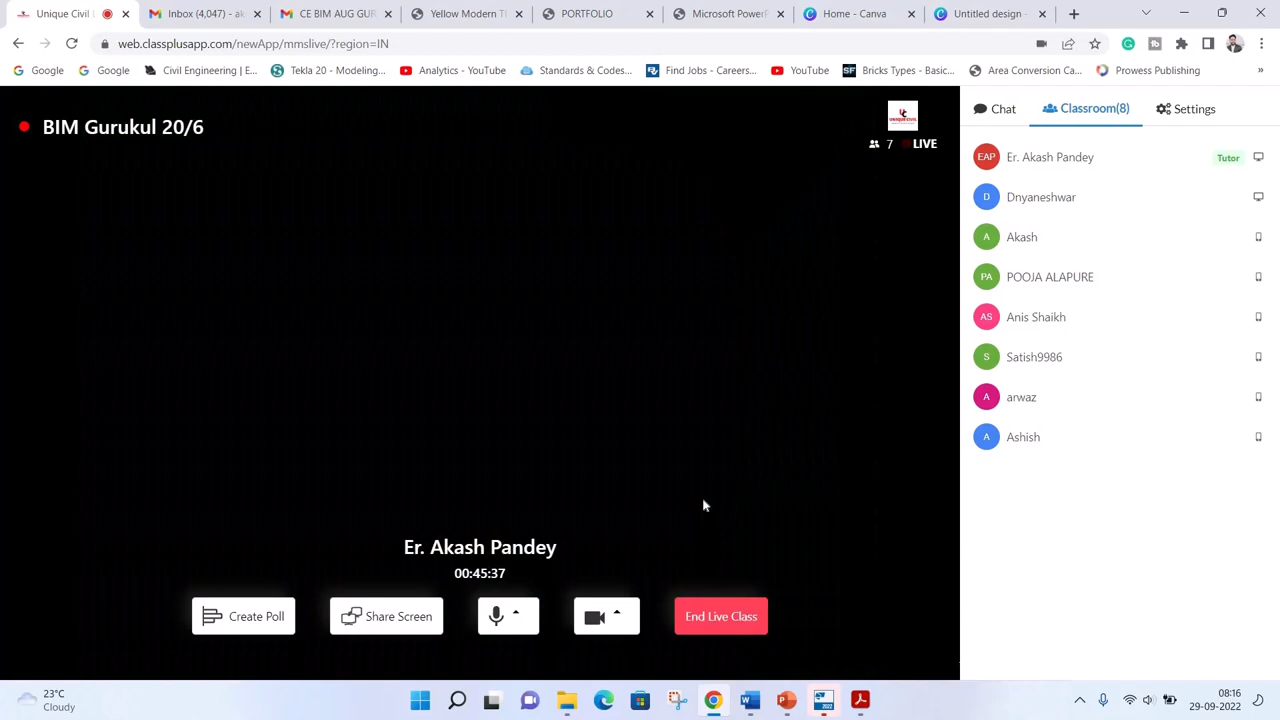 Unique Civil
Inbox (4,047) - ak
CE BIM AUG GUR
Yellow Modern Ti
PORTFOLIO
Microsoft PowerP
Home - Canva
Untitled design -
web.classplusapp.com/newApp/mmslive/?region=IN
Google
Google
Civil Engineering | E...
Tekla 20 - Modeling...
Analytics - YouTube
Standards & Codes...
Find Jobs - Careers...
YouTube
Bricks Types - Basic...
Area Conversion Ca...
Prowess Publishing
»
BIM Gurukul 20/6
UNIQUE CIVIL
7 LIVE
Chat
Classroom(8)
Settings
EAP Er. Akash Pandey Tutor
D Dnyaneshwar
A Akash
PA POOJA ALAPURE
AS Anis Shaikh
S Satish9986
A arwaz
A Ashish
Er. Akash Pandey
00:45:37
Create Poll
Share Screen
End Live Class
23°C
Cloudy
08:16
29-09-2022